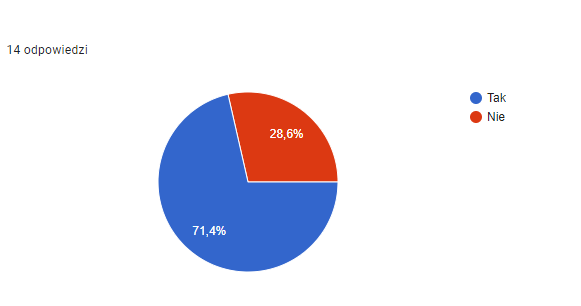 14 odpowiedzi
Tak
Nie
28,6%
71,4%